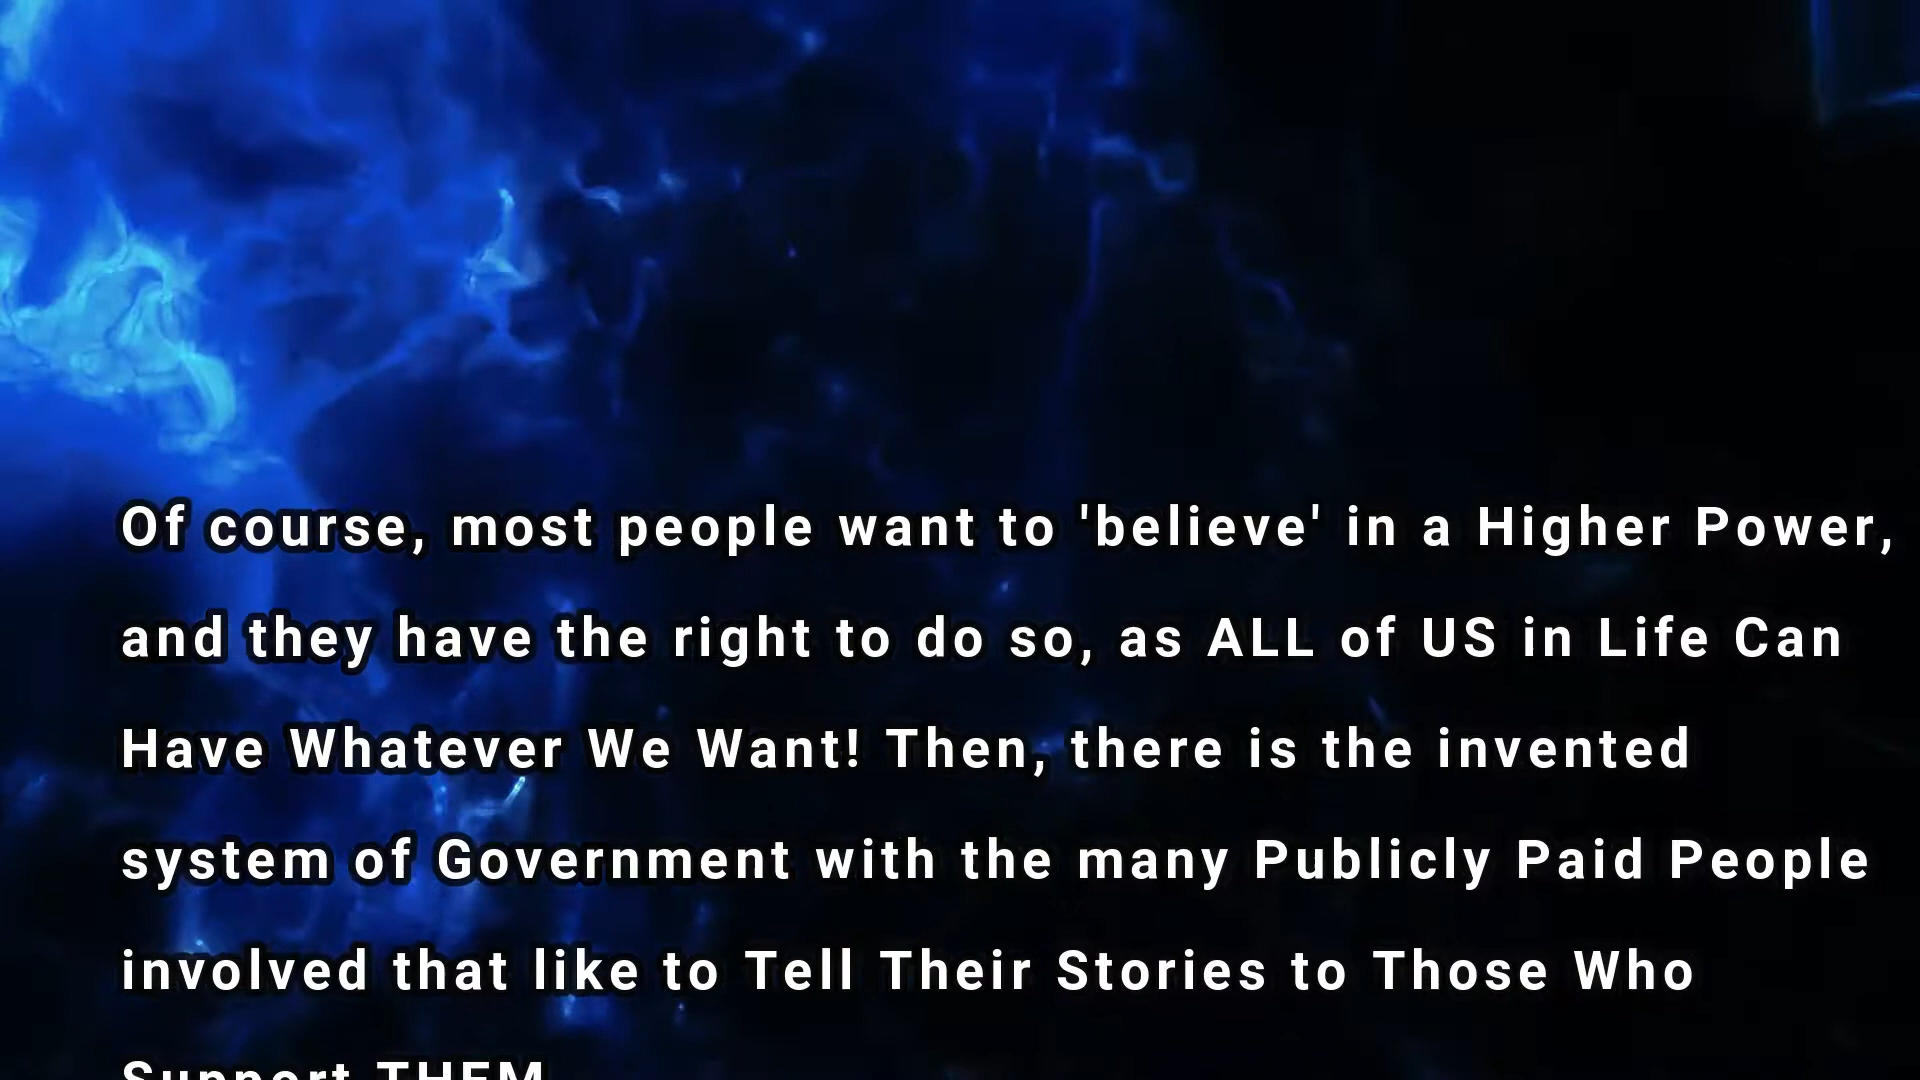 Of course, most people want to 'believe' in a Higher Power,
and they have the right to do so, as ALL of US in Life Can
Have Whatever We Want! Then, there is the invented
system of Government with the many Publicly Paid People
involved that like to Tell Their Stories to Those Who
Support THEM